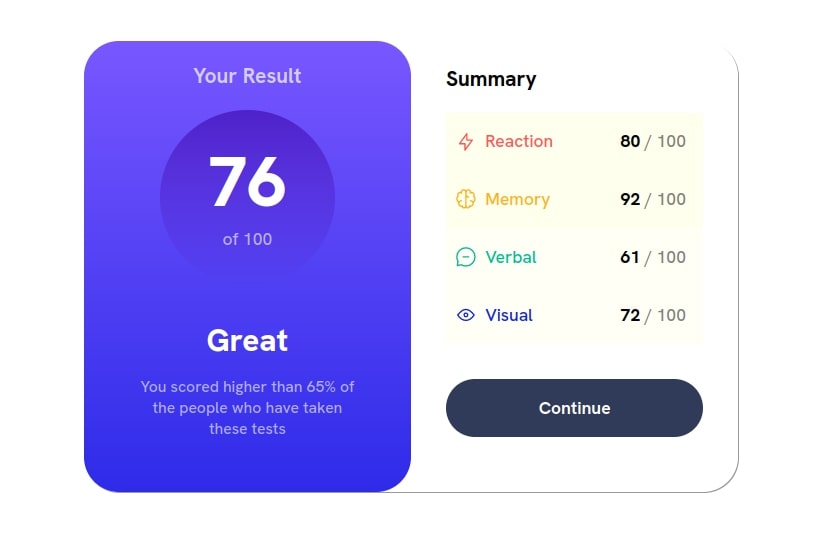 Your Result
76
of 100
Great
You scored higher than 65% of
the people who have taken
these tests
Summary
Reaction 80 / 100
Memory 92 / 100
Verbal 61 / 100
Visual 72 / 100
Continue